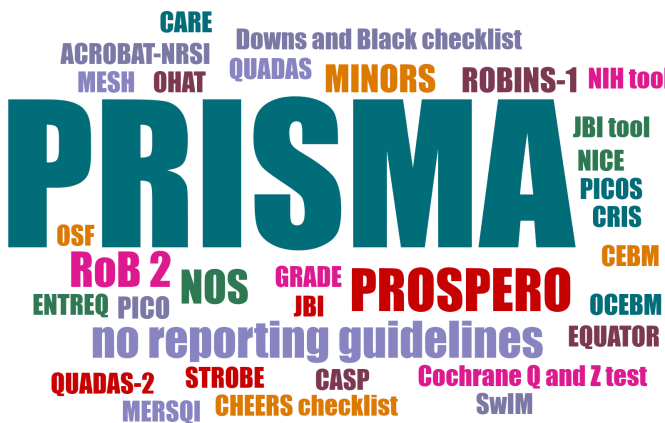 CARE
ACROBAT-NRSI
Downs and Black checklist
MESH
OHAT
QUADAS
MINORS
ROBINS-1
NIH tool
PRISMA
JBI tool
NICE
PICOS
CRIS
OSF
CEBM
RoB 2
NOS
GRADE
PROSPERO
ENTREQ
PICO
JBI
OCEBM
no reporting guidelines
EQUATOR
QUADAS-2
STROBE
CASP
Cochrane Q and Z test
MERSQI
CHEERS checklist
SwIM